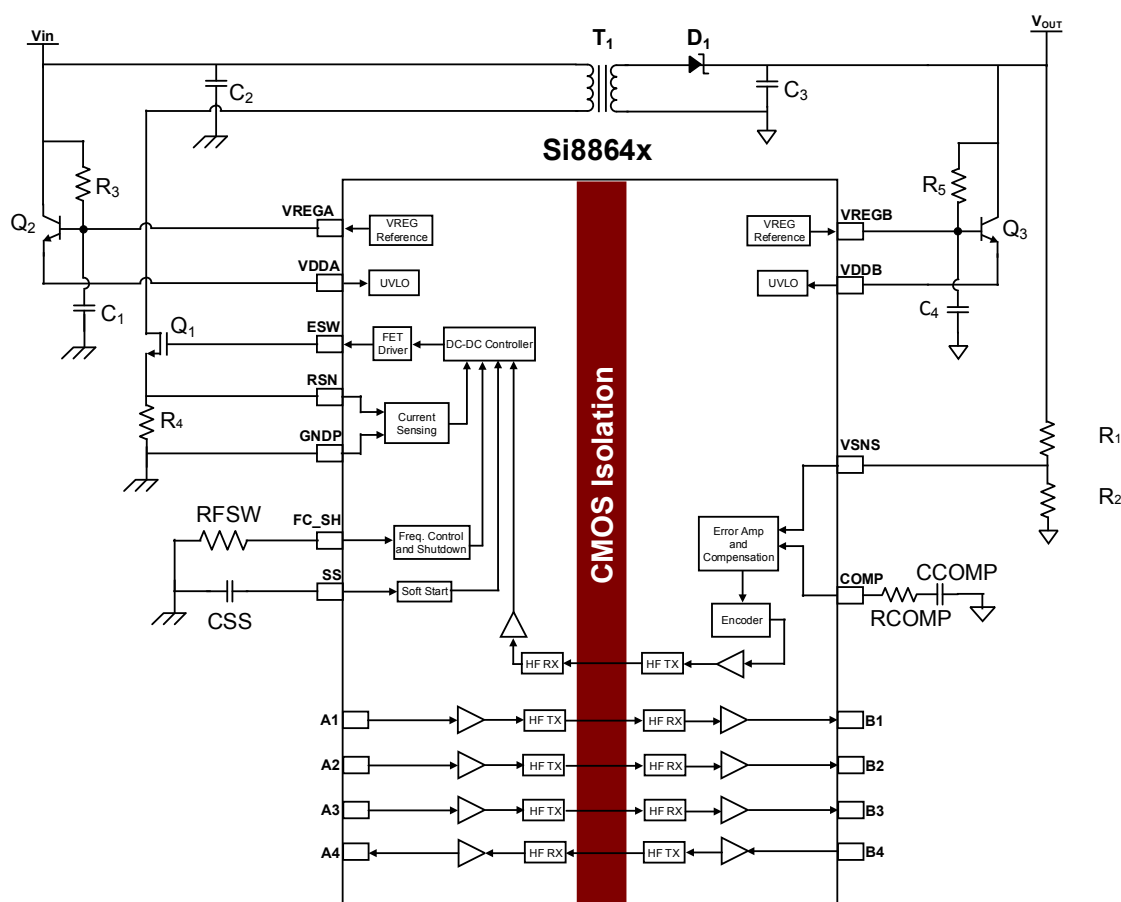 Vin
T1
D1
VOUT
C2
C3
Si8864x
R3
R5
Q2
VREGA
VREG Reference
VREG Reference
VREGB
Q3
VDDA
UVLO
UVLO
VDDB
C1
C4
ESW
Q1
FET Driver
DC-DC Controller
RSN
R4
Current Sensing
GNDP
CMOS Isolation
VSNS
R1
R2
RFSW
FC_SH
Freq. Control and Shutdown
Error Amp and Compensation
SS
Soft Start
CSS
COMP
CCOMP
RCOMP
Encoder
HF RX
HF TX
A1
HF TX
HF RX
B1
A2
HF TX
HF RX
B2
A3
HF TX
HF RX
B3
A4
HF RX
HF TX
B4